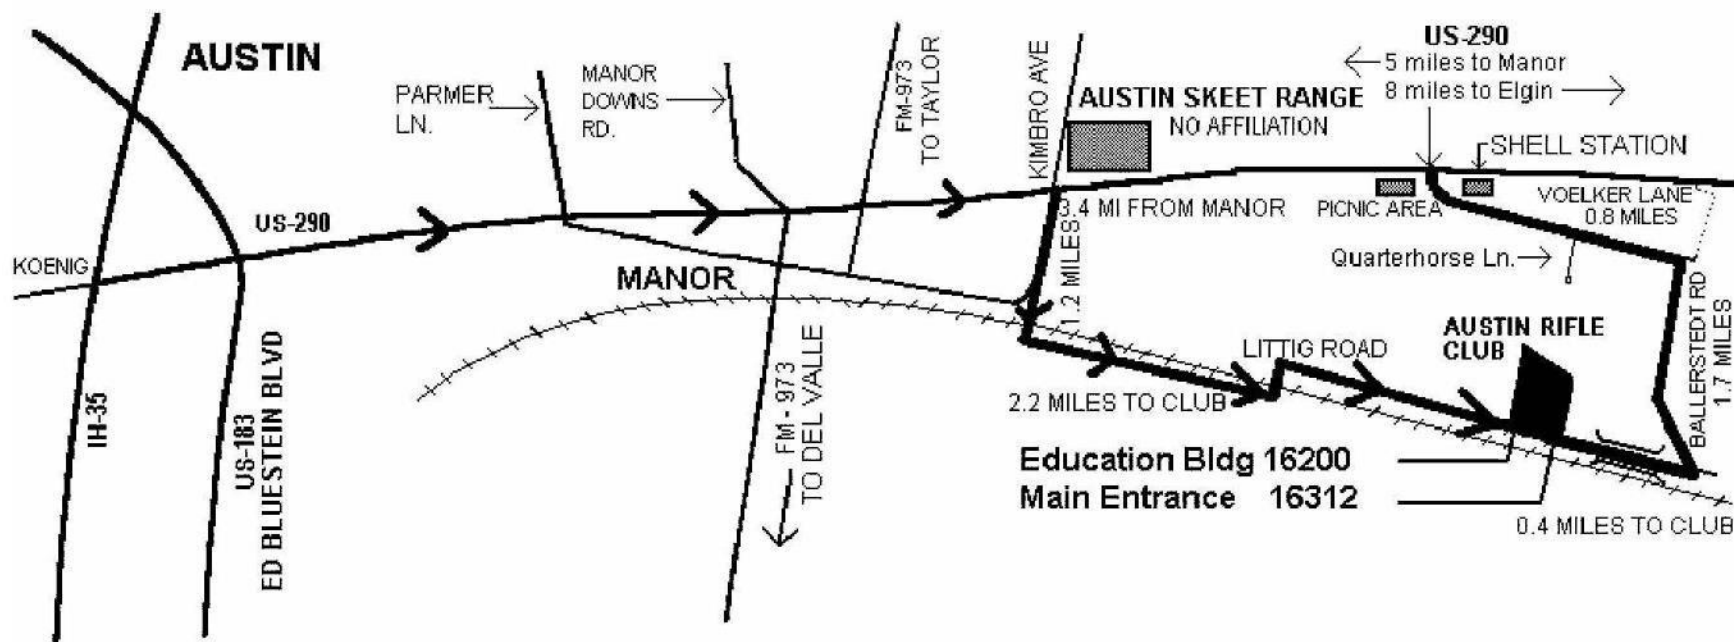 AUSTIN
PARMER
LN.
MANOR
DOWNS
RD.
FM-973
TO TAYLOR
KIMBRO AVE
US-290
5 miles to Manor
8 miles to Elgin
AUSTIN SKEET RANGE
NO AFFILIATION
SHELL STATION
US-290
3.4 MI FROM MANOR
PICNIC AREA
VOELKER LANE
0.8 MILES
KOENIG
MANOR
1.2 MILES
Quarterhorse Ln.
BALLERSTEDT RD
1.7 MILES
AUSTIN RIFLE
CLUB
LITTIG ROAD
2.2 MILES TO CLUB
IH-35
US-183
ED BLUESTEIN BLVD
FM - 973
TO DEL VALLE
Education Bldg 16200
Main Entrance 16312
0.4 MILES TO CLUB